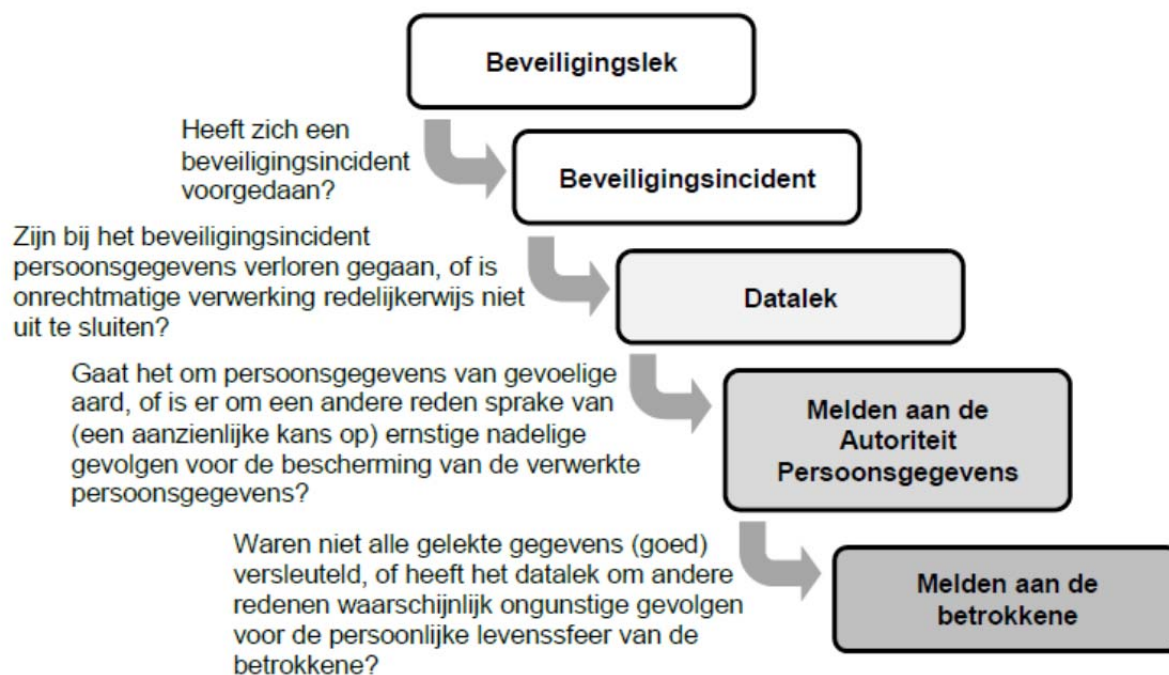 Beveiligingslek
Heeft zich een
beveiligingsincident
voorgedaan?
Beveiligingsincident
Zijn bij het beveiligingsincident
persoonsgegevens verloren gegaan, of is
onrechtmatige verwerking redelijkerwijs niet
uit te sluiten?
Datalek
Gaat het om persoonsgegevens van gevoelige
aard, of is er om een andere reden sprake van
(een aanzienlijke kans op) ernstige nadelige
gevolgen voor de bescherming van de verwerkte
persoonsgegevens?
Melden aan de
Autoriteit
Persoonsgegevens
Waren niet alle gelekte gegevens (goed)
versleuteld, of heeft het datalek om andere
redenen waarschijnlijk ongunstige gevolgen
voor de persoonlijke levenssfeer van de
betrokkene?
Melden aan de
betrokkene